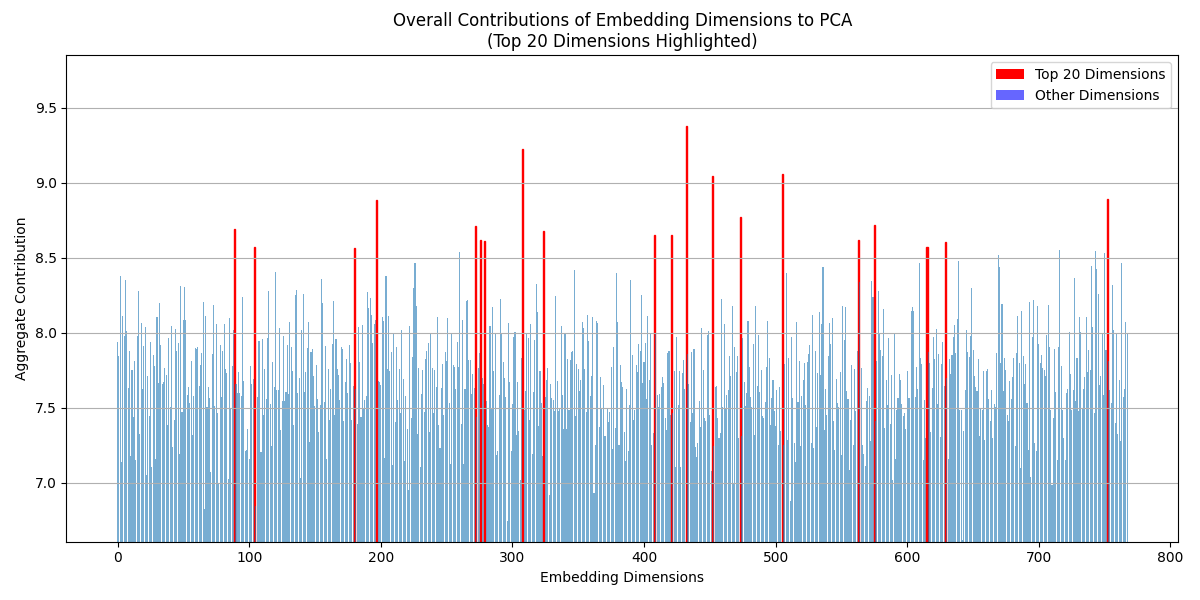 Overall Contributions of Embedding Dimensions to PCA
(Top 20 Dimensions Highlighted)
Top 20 Dimensions
Other Dimensions
9.5
9.0
8.5
8.0
7.5
7.0
Aggregate Contribution
0 100 200 300 400 500 600 700 800
Embedding Dimensions